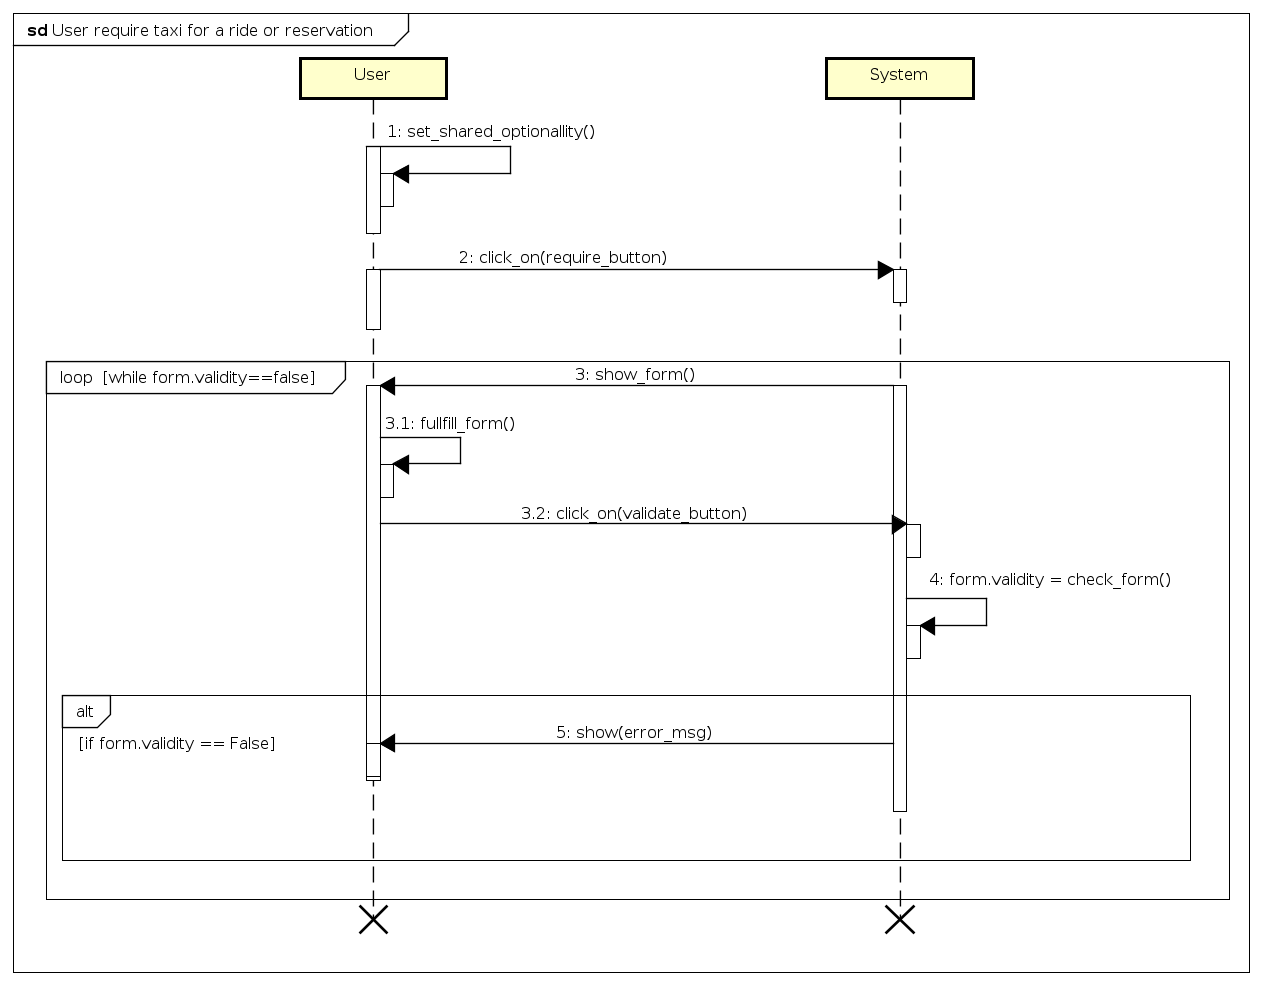 sd User require taxi for a ride or reservation
User
System
1: set_shared_optionallity()
2: click_on(require_button)
loop [while form.validity==false]
3: show_form()
3.1: fullfill_form()
3.2: click_on(validate_button)
4: form.validity = check_form()
alt
5: show(error_msg)
[if form.validity == False]